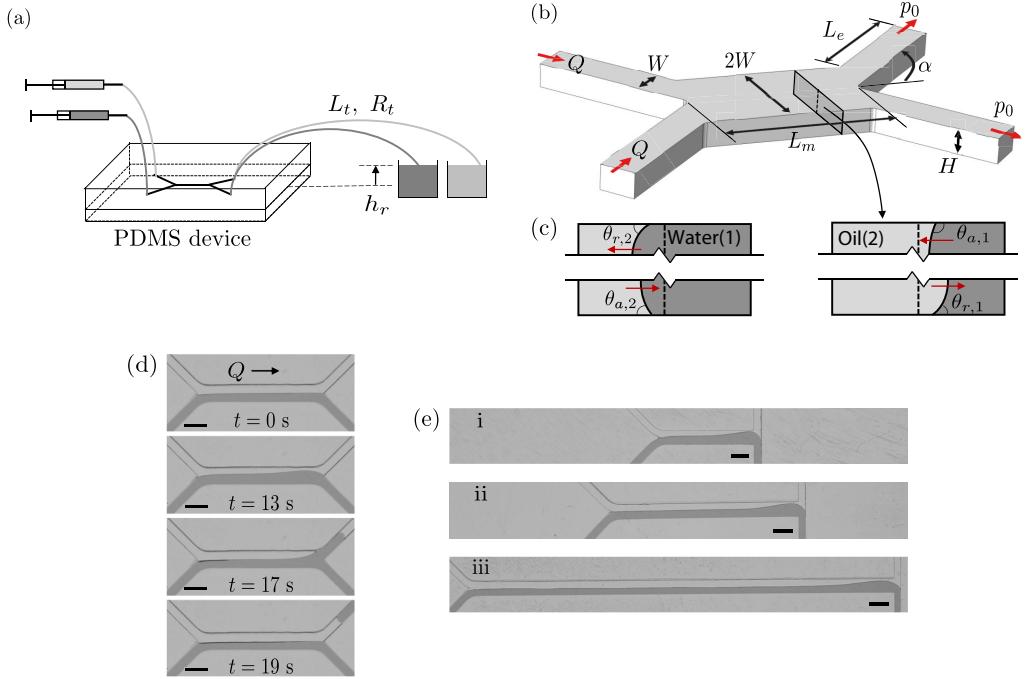 (a)
L_t, R_t
h_r
PDMS device
(b)
Q
W
2W
L_e
p_0
α
p_0
Q
L_m
H
(c)
θ_{r,2}
Water(1)
θ_{a,2}
Oil(2)
θ_{a,1}
θ_{r,1}
(d)
Q
t = 0 s
t = 13 s
t = 17 s
t = 19 s
(e)
i
ii
iii